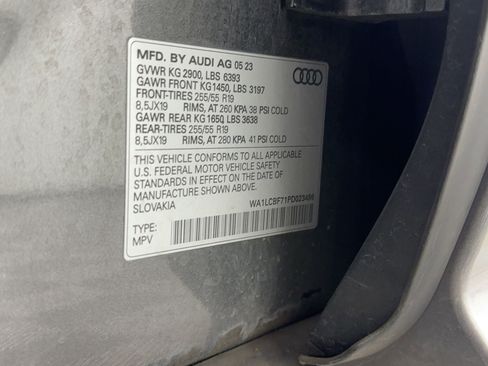 MFD. BY AUDI AG 05 23
GVWR KG 2900, LBS 6393
GAWR FRONT KG1450, LBS 3197
FRONT-TIRES 255/55 R19
8,5JX19 RIMS, AT 260 KPA 38 PSI COLD
GAWR REAR KG1650, LBS 3638
REAR-TIRES 255/55 R19
8,5JX19 RIMS, AT 280 KPA 41 PSI COLD
THIS VEHICLE CONFORMS TO ALL APPLICABLE
U.S. FEDERAL MOTOR VEHICLE SAFETY
STANDARDS IN EFFECT ON THE DATE OF
MANUFACTURE SHOWN ABOVE.
SLOVAKIA WA1LCBF71PD023456
TYPE:
MPV